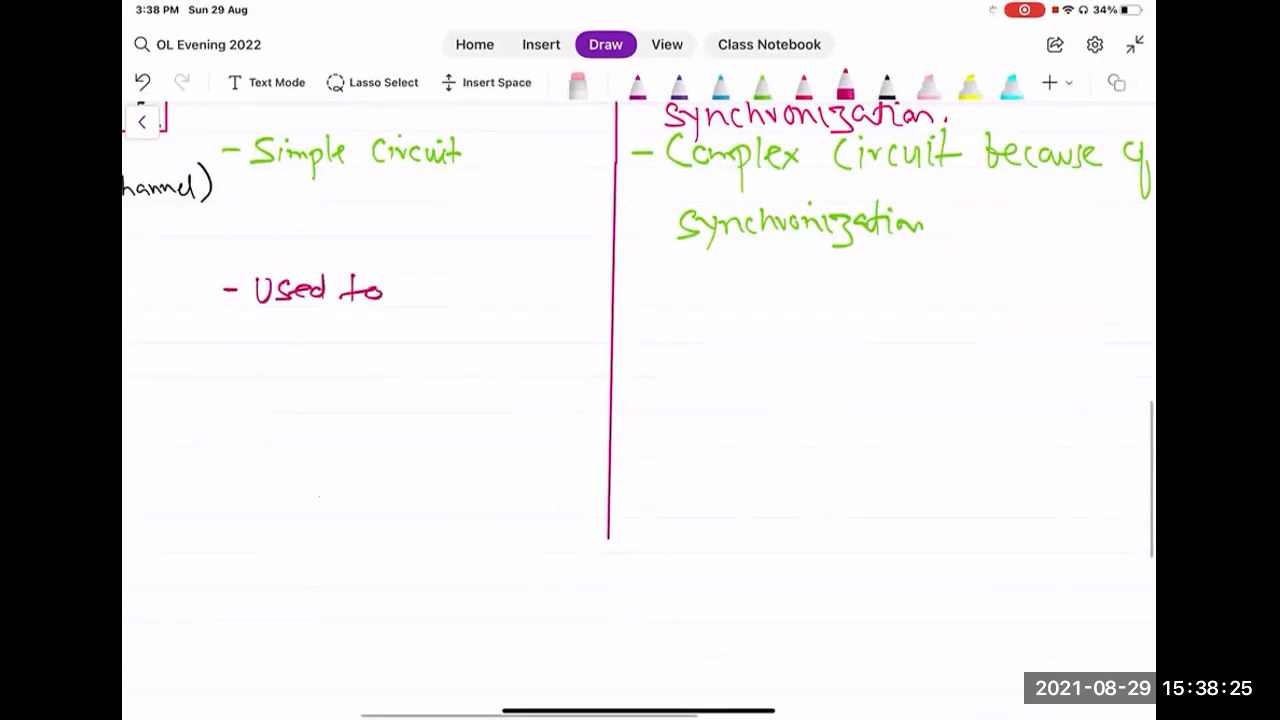 3:38 PM Sun 29 Aug
34%
OL Evening 2022
Home Insert Draw View Class Notebook
Text Mode Lasso Select Insert Space
synchronization.
- Simple Circuit
- Complex Circuit because of
hannel)
synchronization
- Used to
2021-08-29 15:38:25